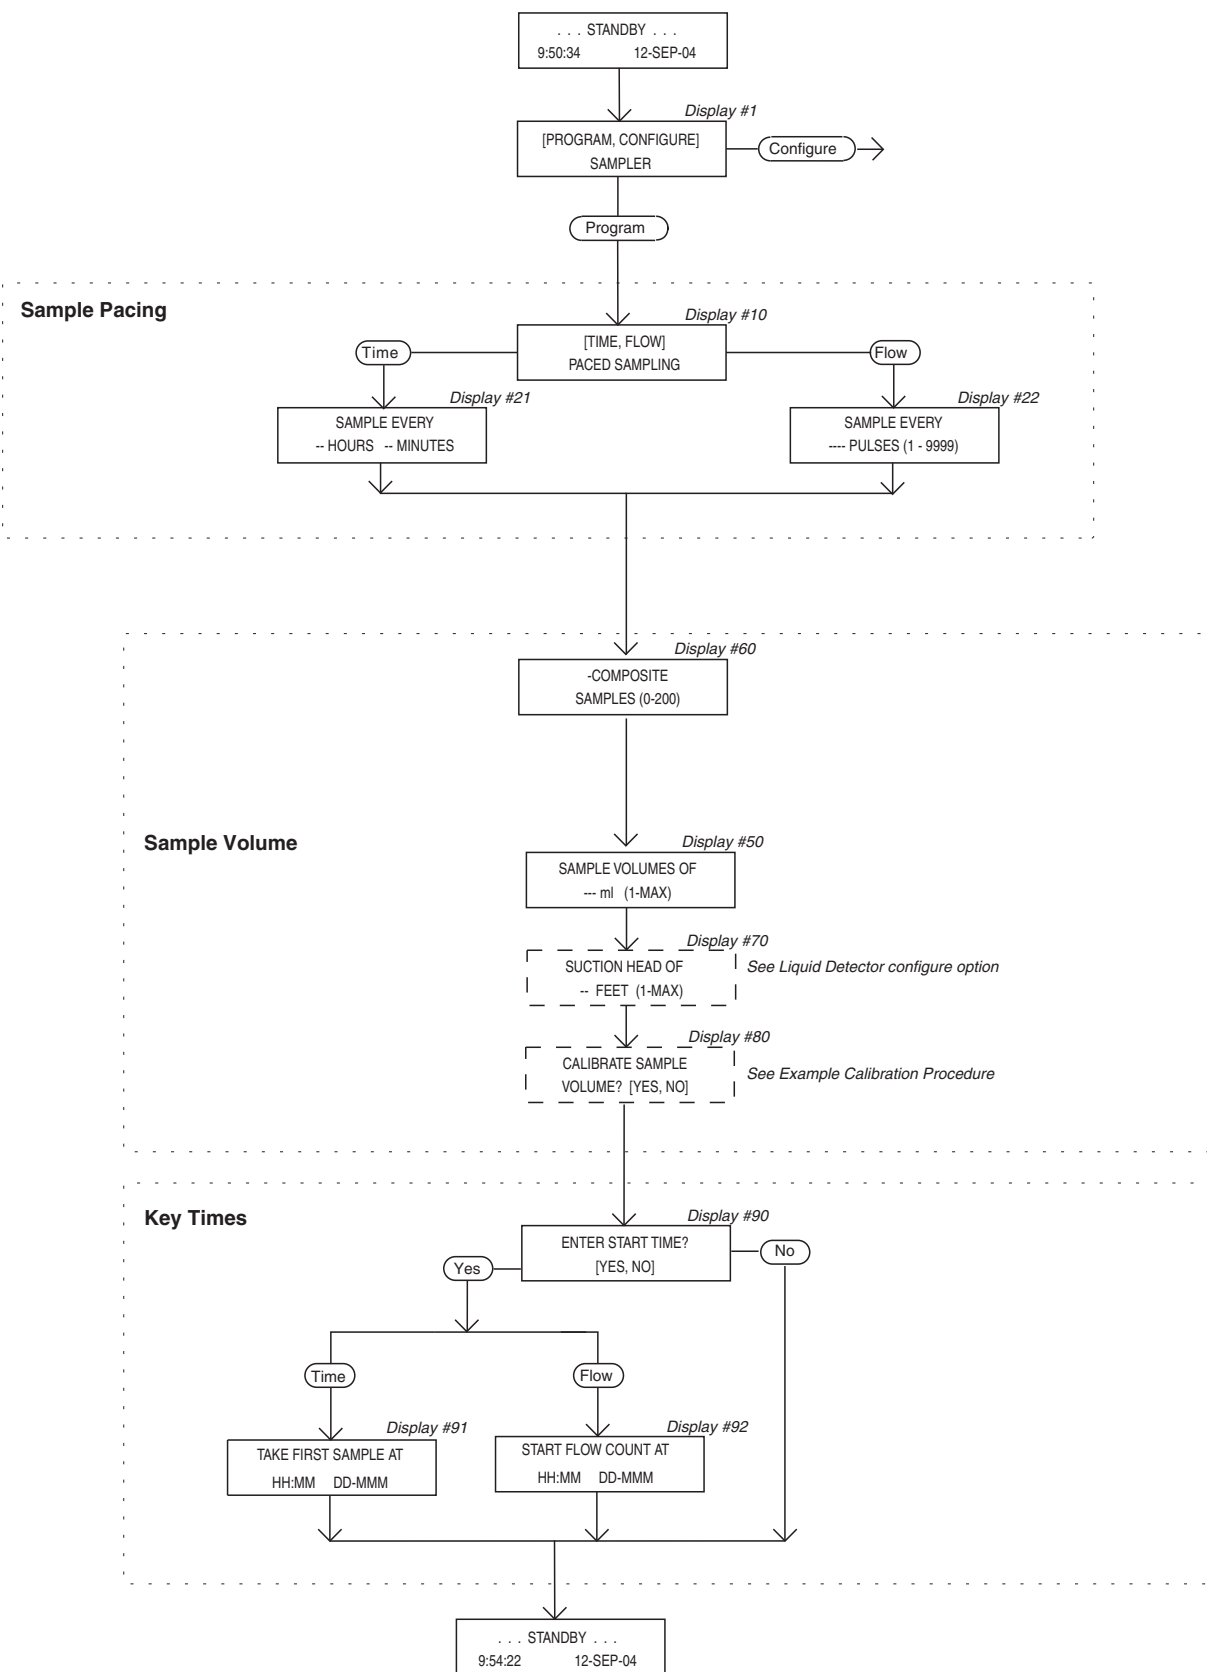 . . . STANDBY . . .
9:50:34 12-SEP-04
Display #1
[PROGRAM, CONFIGURE]
SAMPLER
Configure
Program
Sample Pacing
Display #10
[TIME, FLOW]
PACED SAMPLING
Time
Flow
Display #21
SAMPLE EVERY
-- HOURS -- MINUTES
Display #22
SAMPLE EVERY
---- PULSES (1 - 9999)
Display #60
-COMPOSITE
SAMPLES (0-200)
Sample Volume
Display #50
SAMPLE VOLUMES OF
--- ml (1-MAX)
Display #70
SUCTION HEAD OF
-- FEET (1-MAX)
See Liquid Detector configure option
Display #80
CALIBRATE SAMPLE
VOLUME? [YES, NO]
See Example Calibration Procedure
Key Times
Display #90
ENTER START TIME?
[YES, NO]
Yes
No
Time
Flow
Display #91
TAKE FIRST SAMPLE AT
HH:MM DD-MMM
Display #92
START FLOW COUNT AT
HH:MM DD-MMM
. . . STANDBY . . .
9:54:22 12-SEP-04